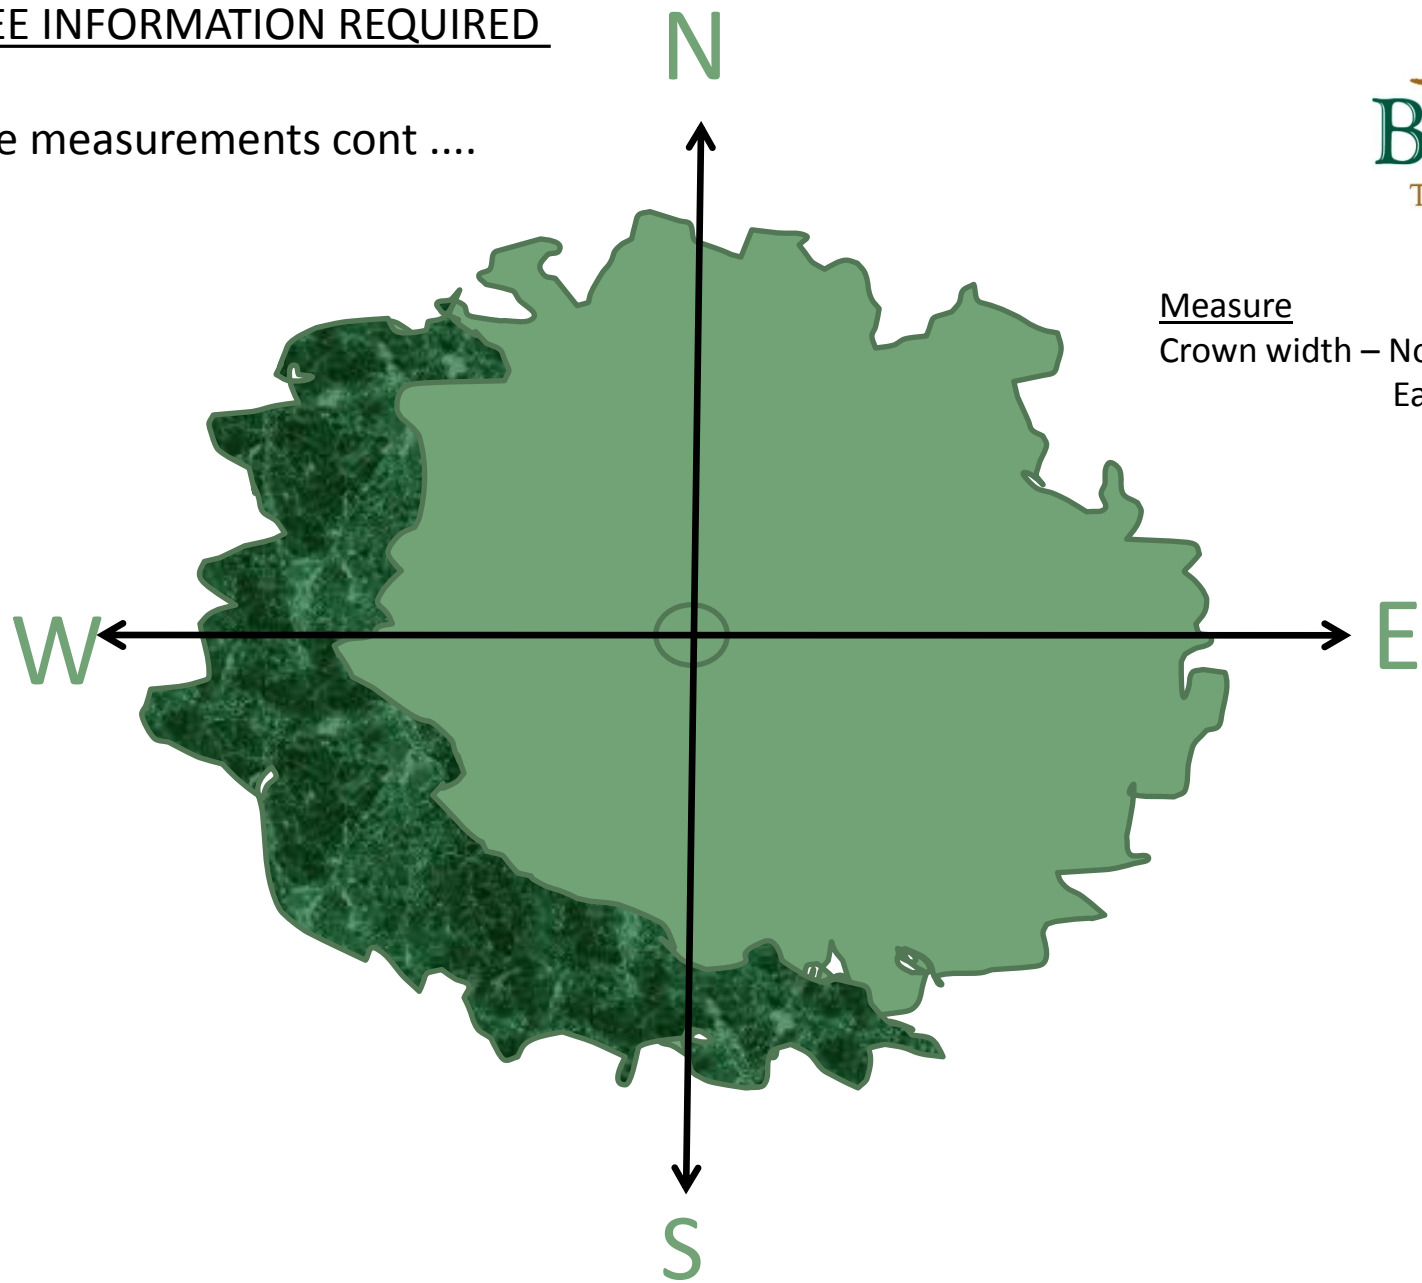 EE INFORMATION REQUIRED
N
e measurements cont ....
B
T
Measure
Crown width – No
Ea
W
E
S